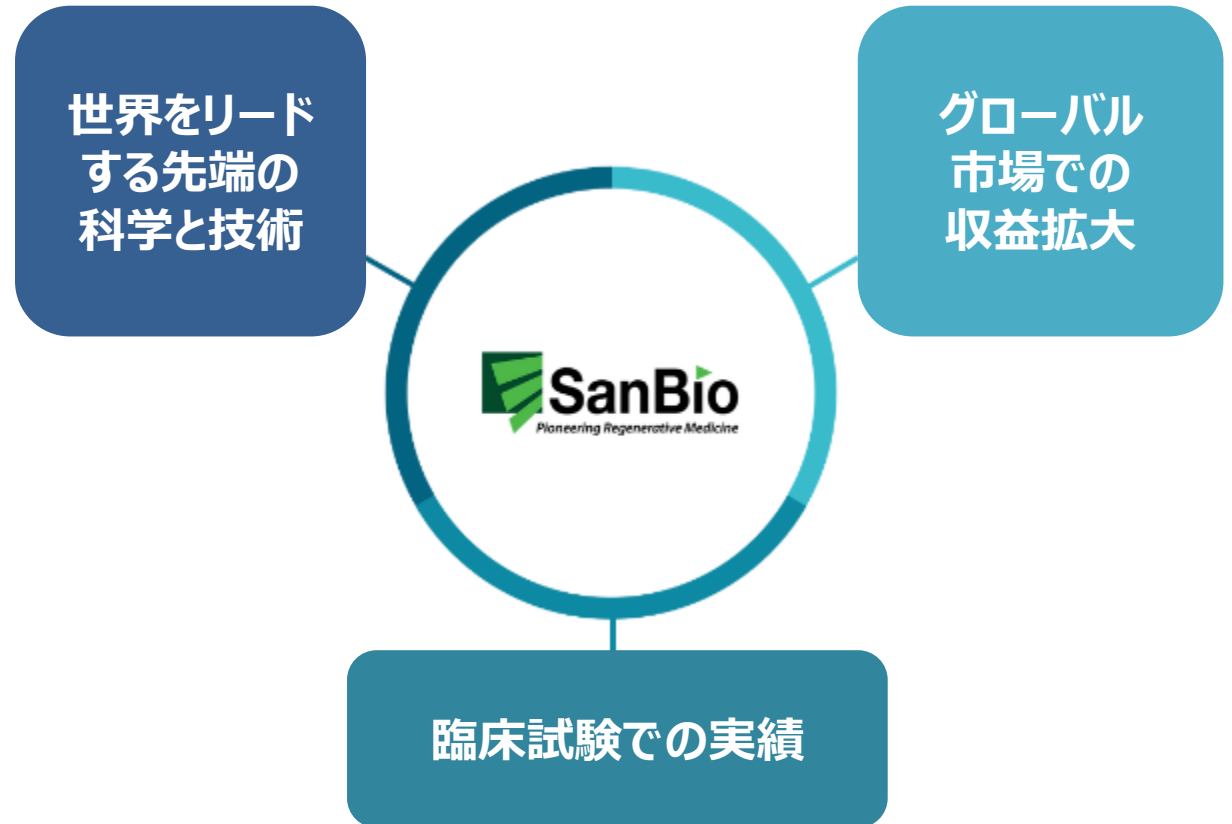 世界をリード
する先端の
科学と技術
グローバル
市場での
収益拡大
SanBio
Pioneering Regenerative Medicine
臨床試験での実績